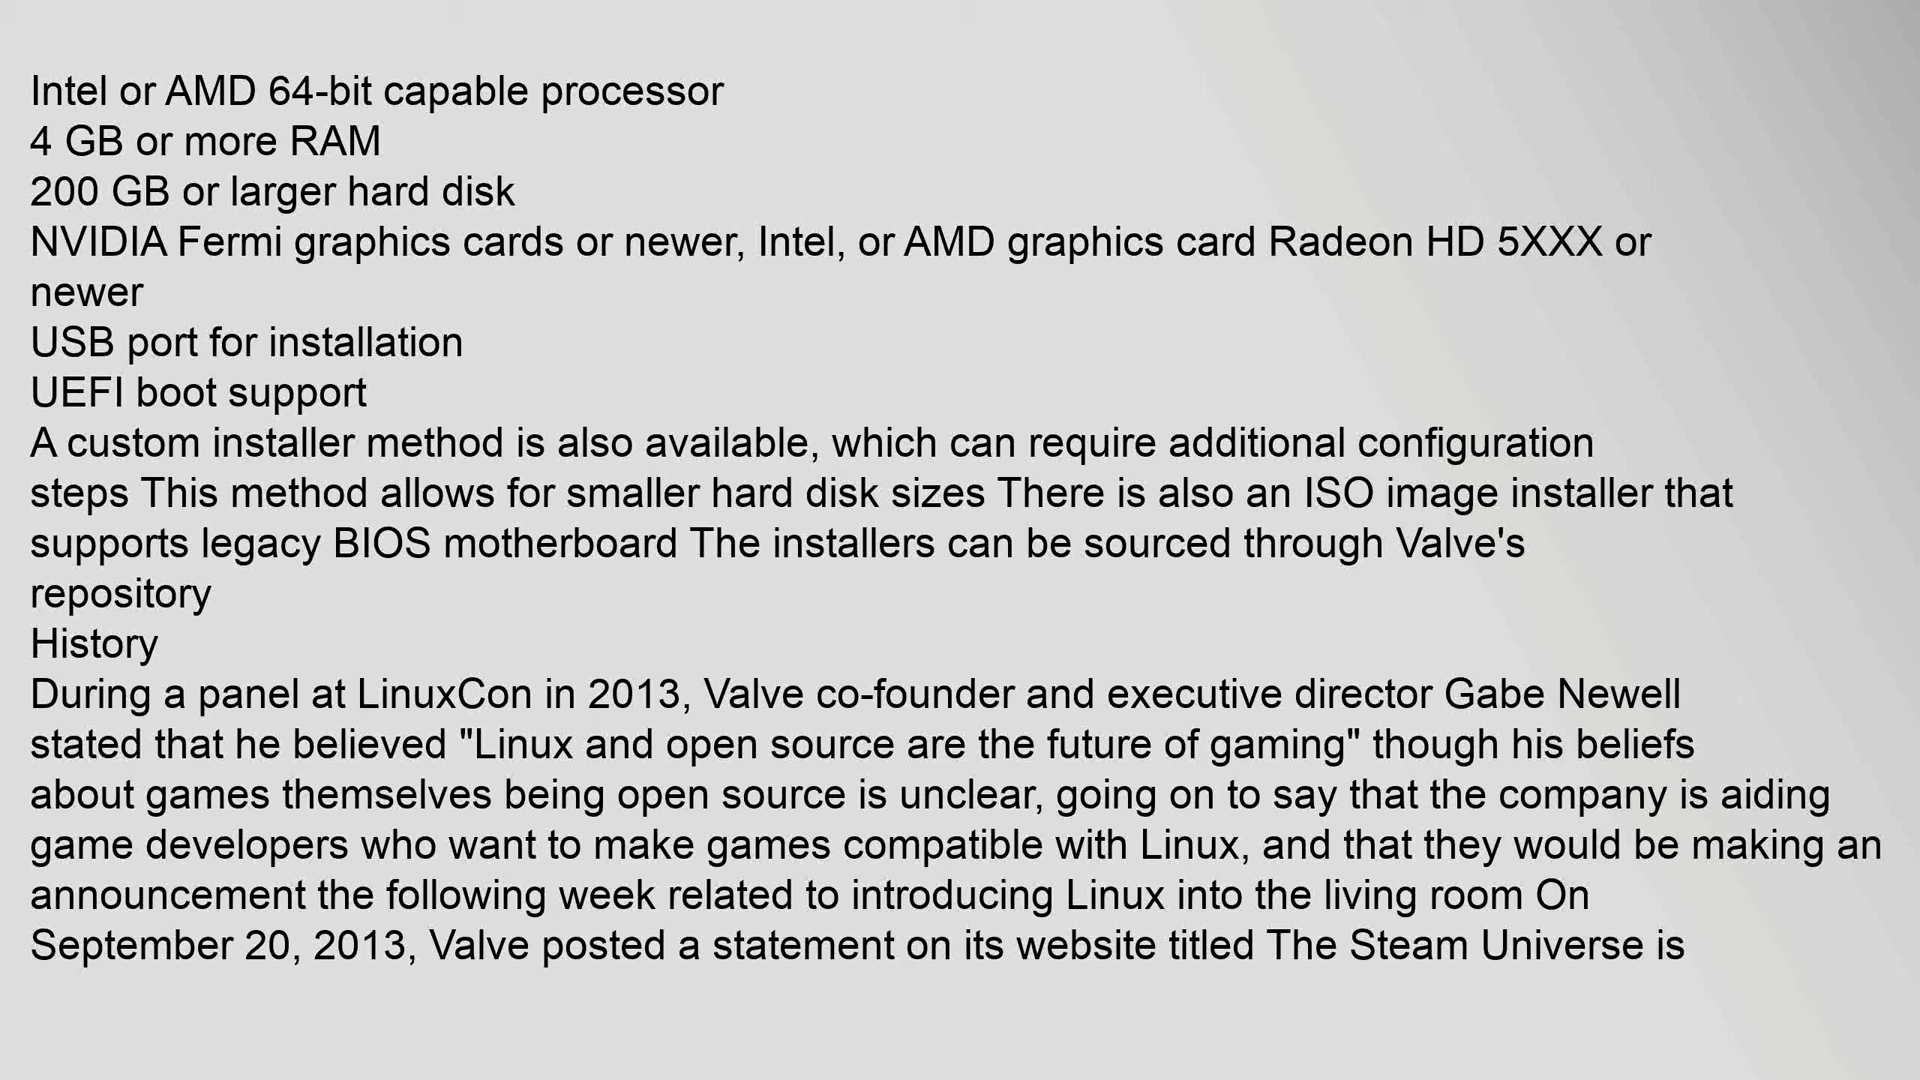 Intel or AMD 64-bit capable processor
4 GB or more RAM
200 GB or larger hard disk
NVIDIA Fermi graphics cards or newer, Intel, or AMD graphics card Radeon HD 5XXX or
newer
USB port for installation
UEFI boot support
A custom installer method is also available, which can require additional configuration
steps This method allows for smaller hard disk sizes There is also an ISO image installer that
supports legacy BIOS motherboard The installers can be sourced through Valve's
repository
History
During a panel at LinuxCon in 2013, Valve co-founder and executive director Gabe Newell
stated that he believed "Linux and open source are the future of gaming" though his beliefs
about games themselves being open source is unclear, going on to say that the company is aiding
game developers who want to make games compatible with Linux, and that they would be making an
announcement the following week related to introducing Linux into the living room On
September 20, 2013, Valve posted a statement on its website titled The Steam Universe is